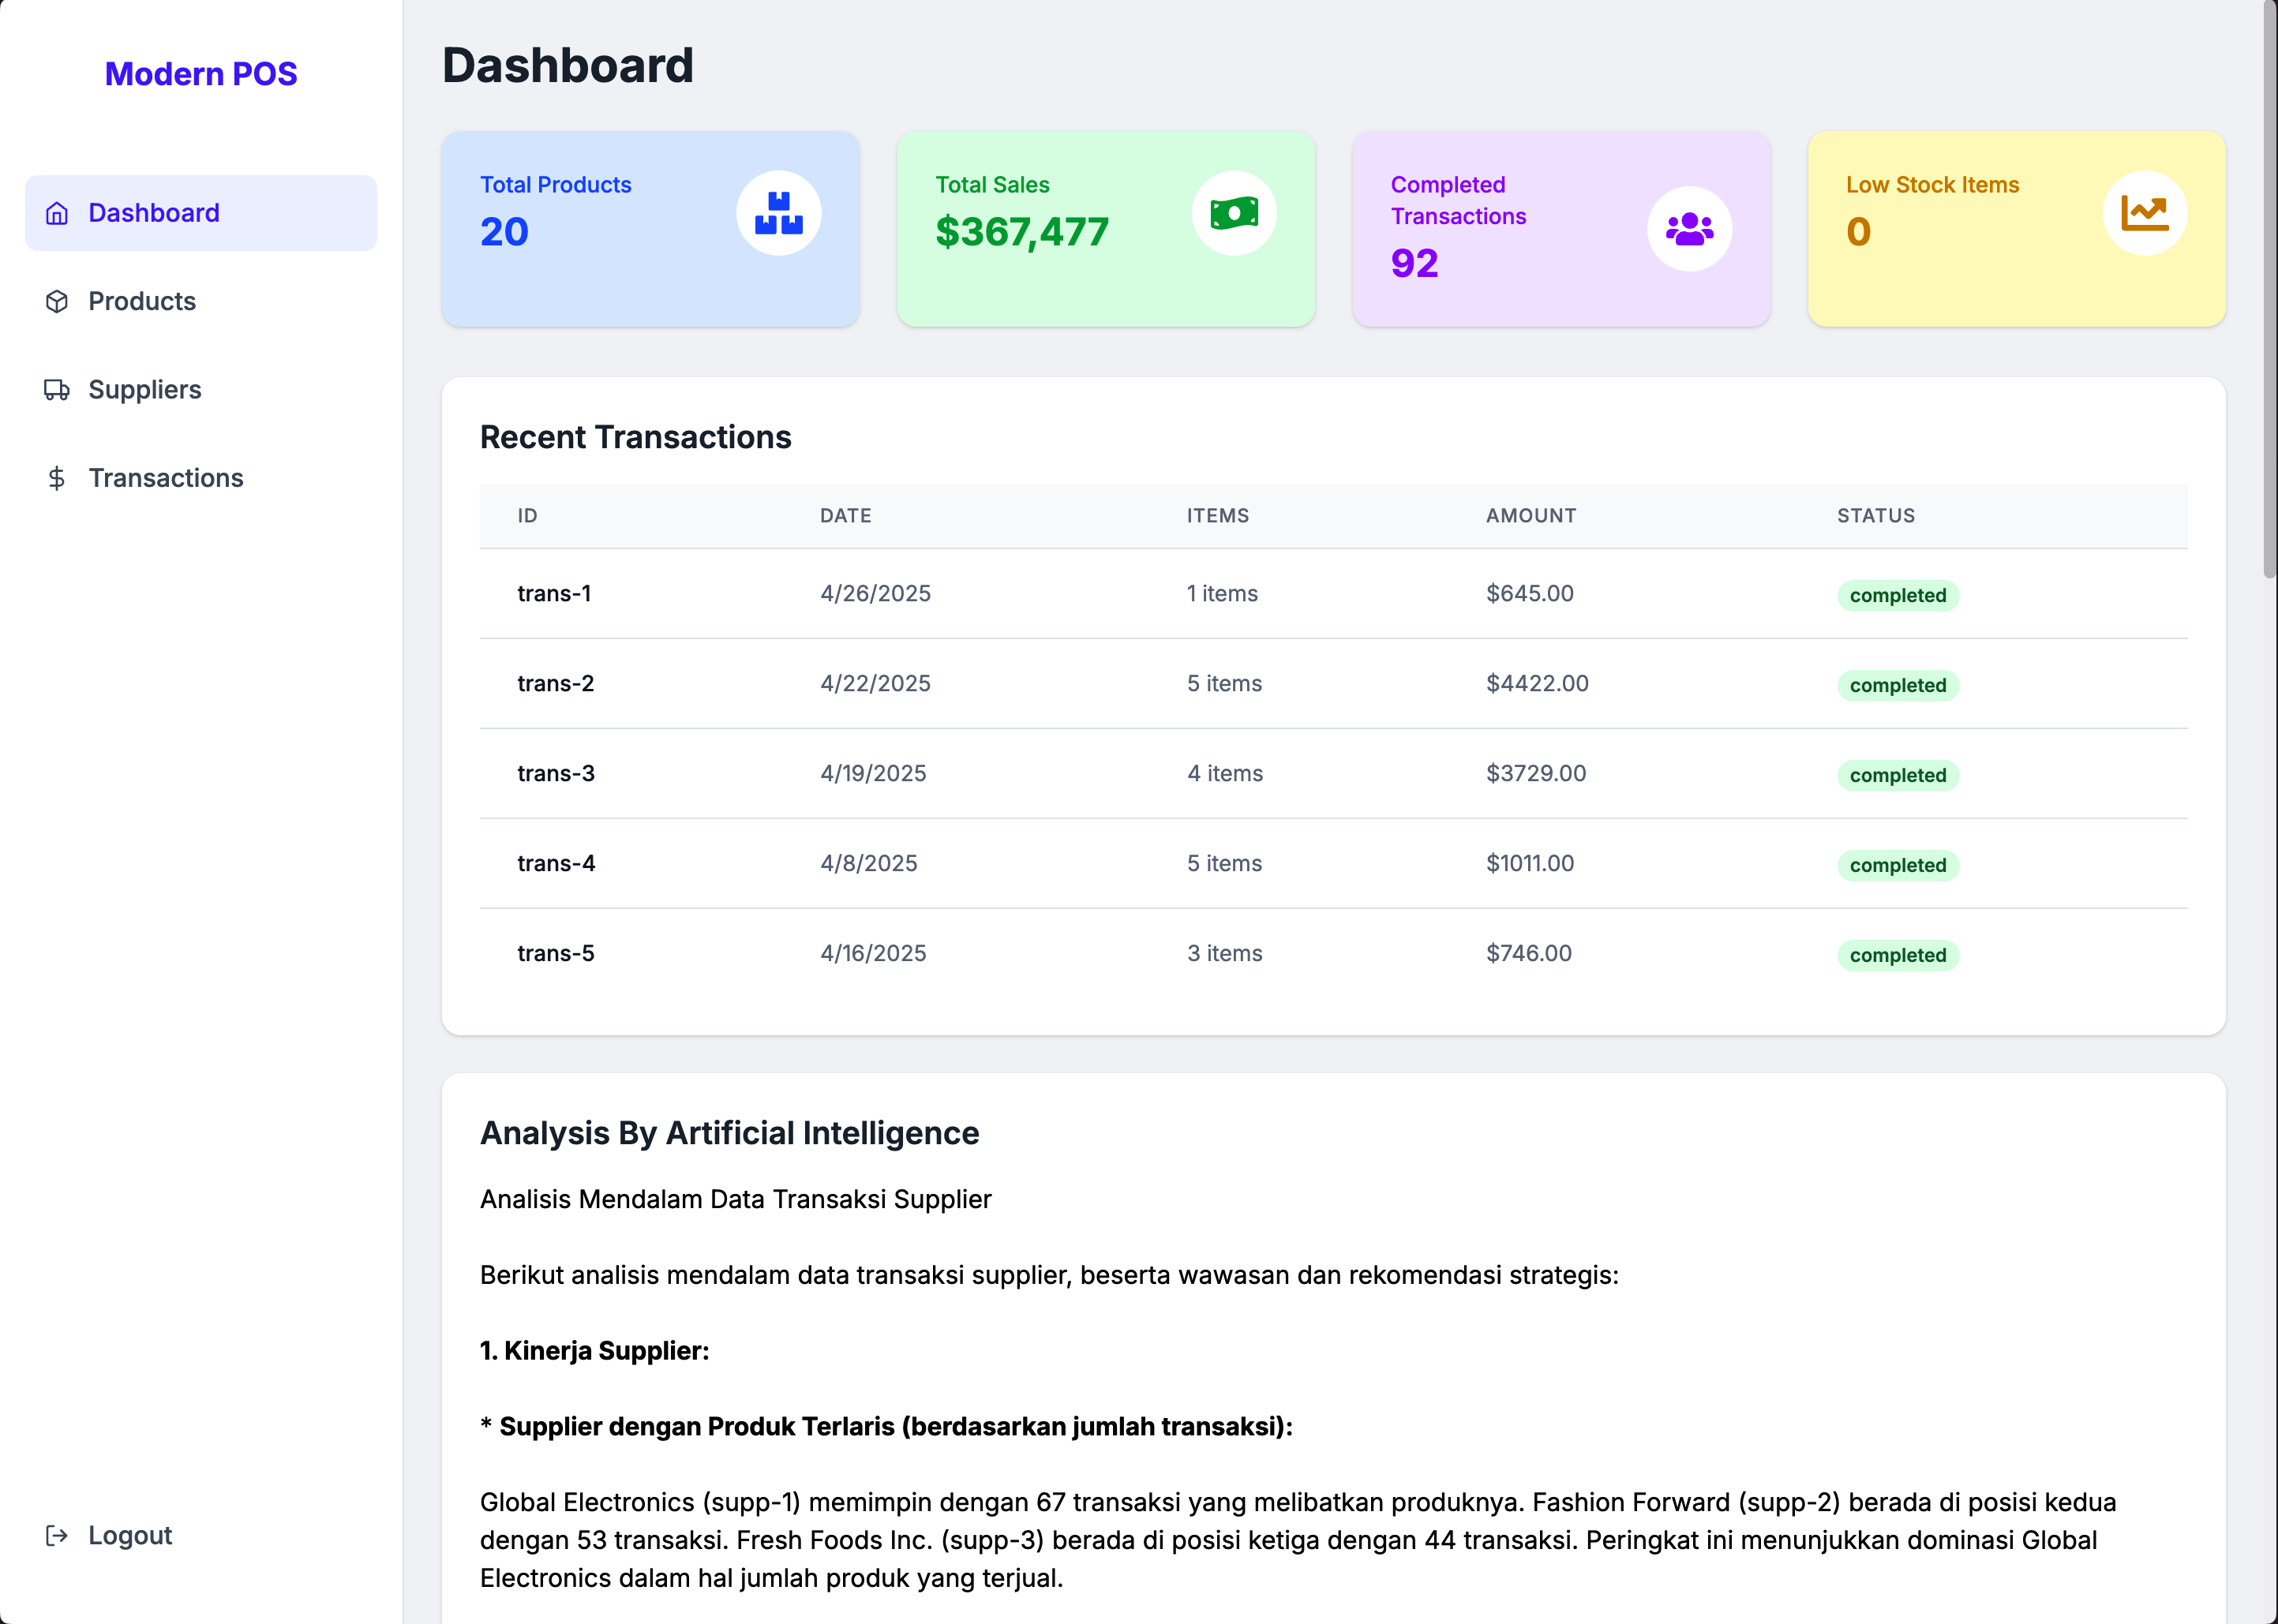 Modern POS
Dashboard
Products
Suppliers
Transactions
Logout
Dashboard
Total Products
20
Total Sales
$367,477
Completed
Transactions
92
Low Stock Items
0
Recent Transactions
ID DATE ITEMS AMOUNT STATUS
trans-1 4/26/2025 1 items $645.00 completed
trans-2 4/22/2025 5 items $4422.00 completed
trans-3 4/19/2025 4 items $3729.00 completed
trans-4 4/8/2025 5 items $1011.00 completed
trans-5 4/16/2025 3 items $746.00 completed
Analysis By Artificial Intelligence
Analisis Mendalam Data Transaksi Supplier
Berikut analisis mendalam data transaksi supplier, beserta wawasan dan rekomendasi strategis:
1. Kinerja Supplier:
* Supplier dengan Produk Terlaris (berdasarkan jumlah transaksi):
Global Electronics (supp-1) memimpin dengan 67 transaksi yang melibatkan produknya. Fashion Forward (supp-2) berada di posisi kedua
dengan 53 transaksi. Fresh Foods Inc. (supp-3) berada di posisi ketiga dengan 44 transaksi. Peringkat ini menunjukkan dominasi Global
Electronics dalam hal jumlah produk yang terjual.